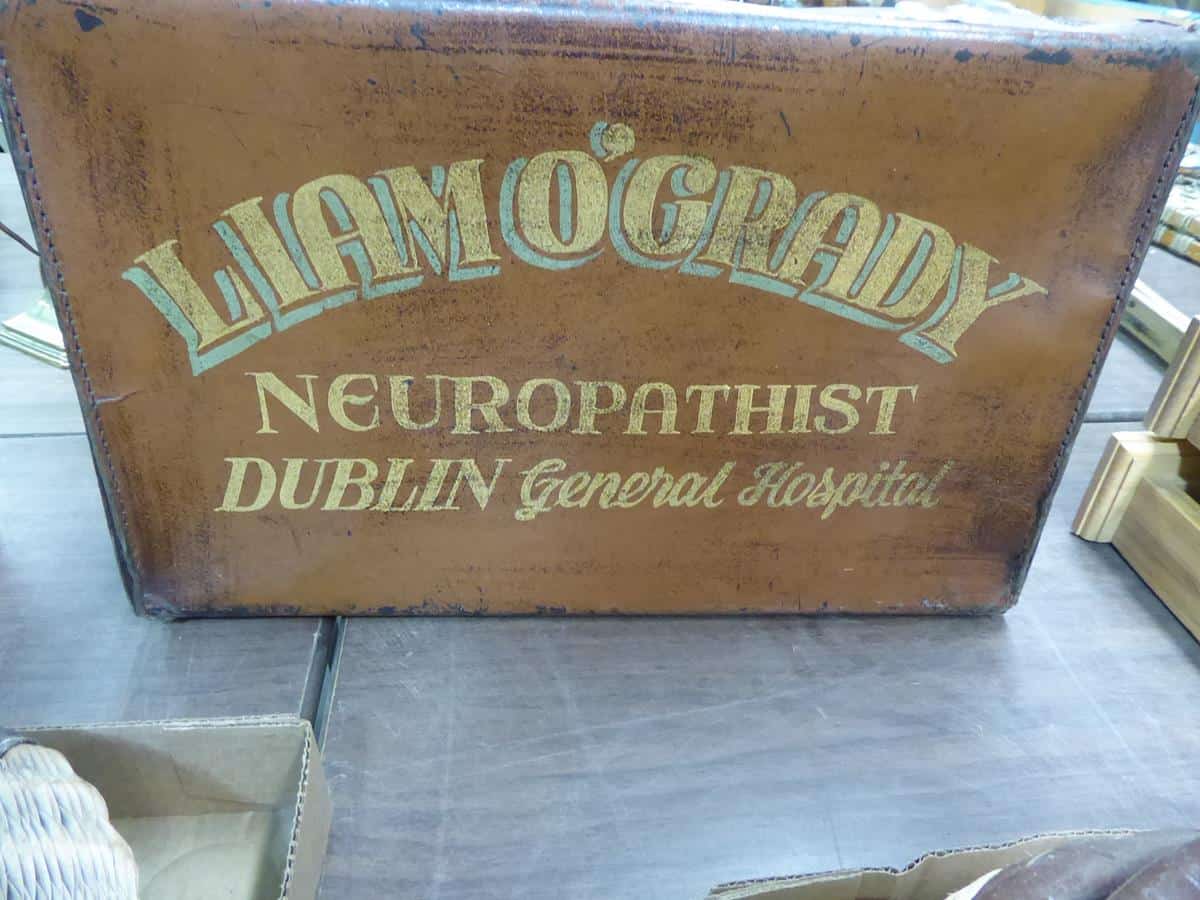 LIAM O'GRADY
NEUROPATHIST
DUBLIN General Hospital